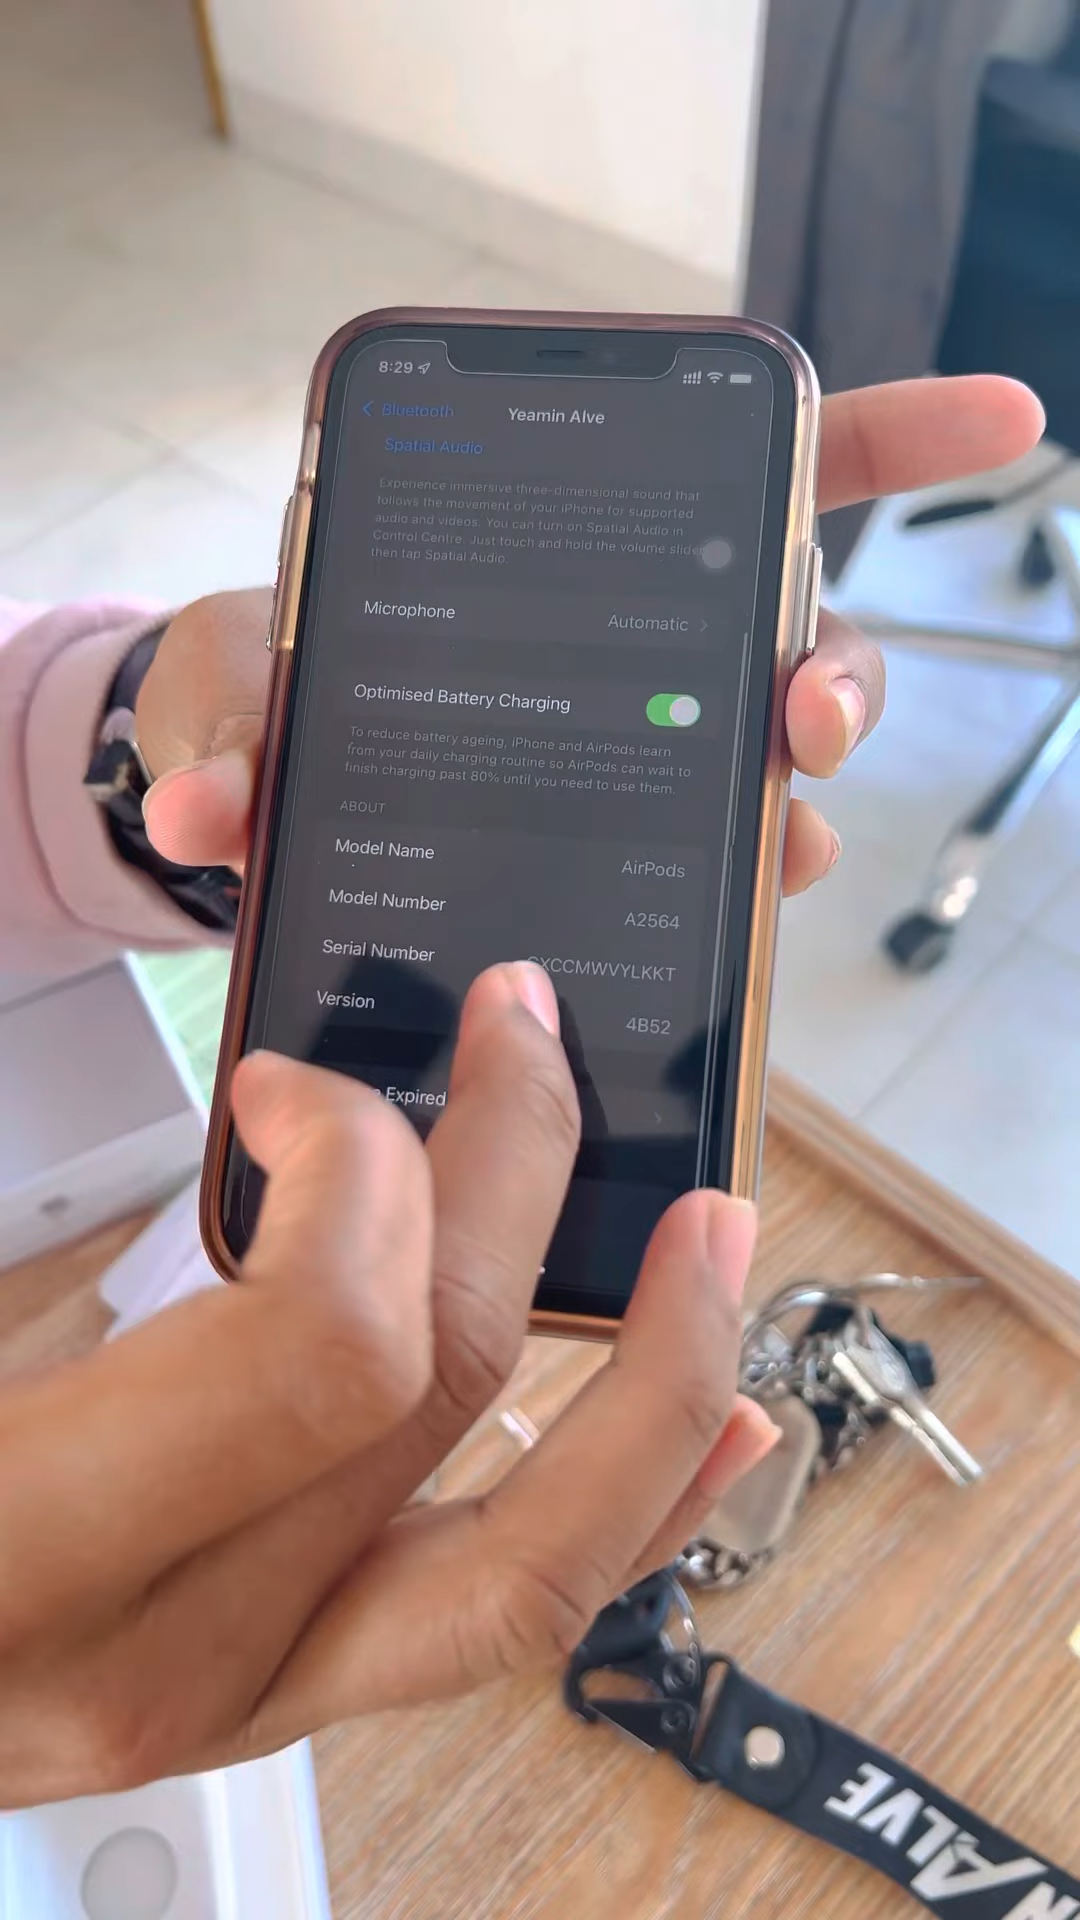 8:29
Bluetooth
Yeamin Alve
Spatial Audio
Experience immersive three-dimensional sound that
follows the movement of your iPhone for supported
audio and videos. You can turn on Spatial Audio in
Control Centre. Just touch and hold the volume
then tap Spatial Audio.
Microphone Automatic
Optimised Battery Charging
To reduce battery ageing, iPhone and AirPods learn
from your daily charging routine so AirPods can wait to
finish charging past 80% until you need to use them.
ABOUT
Model Name AirPods
Model Number A2564
Serial Number
Version 4B52
Expired
ALVE